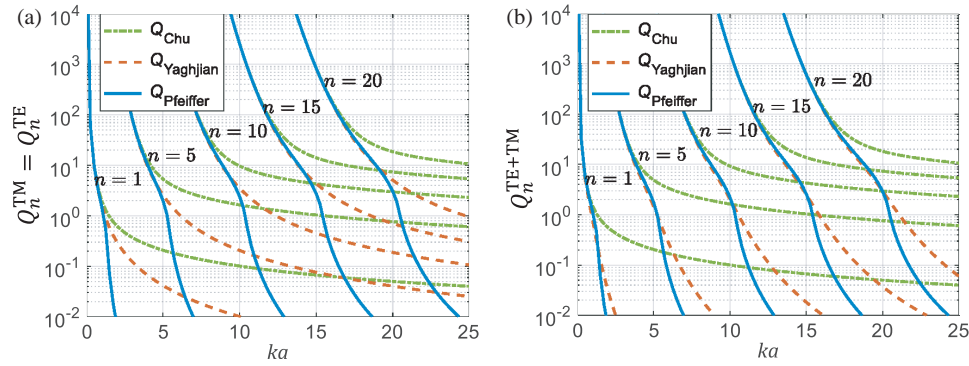 (a)
10^4
10^3
10^2
10^1
10^0
10^-1
10^-2
Q_n^TM = Q_n^TE
Q_Chu
Q_Yaghjian
Q_Pfeiffer
n = 20
n = 15
n = 10
n = 5
n = 1
0 5 10 15 20 25
ka
(b)
10^4
10^3
10^2
10^1
10^0
10^-1
10^-2
Q_n^TE+TM
Q_Chu
Q_Yaghjian
Q_Pfeiffer
n = 20
n = 15
n = 10
n = 5
n = 1
0 5 10 15 20 25
ka